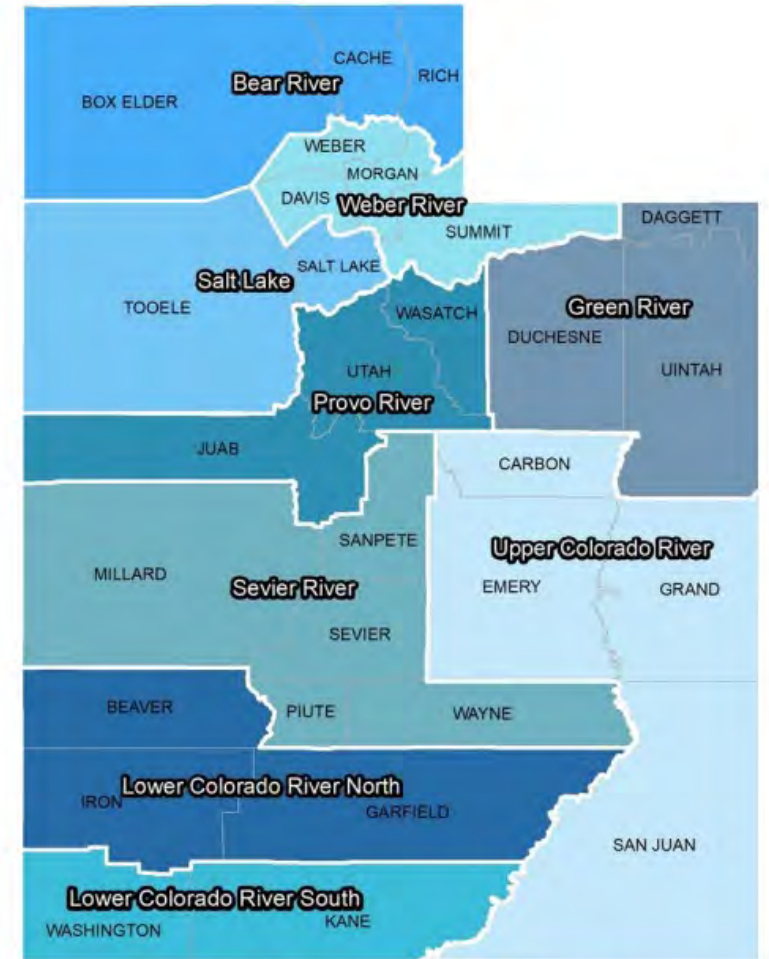 CACHE
Bear River
RICH
BOX ELDER
WEBER
MORGAN
DAVIS
Weber River
DAGGETT
SUMMIT
SALT LAKE
Salt Lake
TOOELE
WASATCH
Green River
DUCHESNE
UTAH
UINTAH
Provo River
JUAB
CARBON
SANPETE
Upper Colorado River
MILLARD
Sevier River
EMERY
GRAND
SEVIER
BEAVER
PIUTE
WAYNE
Lower Colorado River North
IRON
GARFIELD
SAN JUAN
Lower Colorado River South
KANE
WASHINGTON